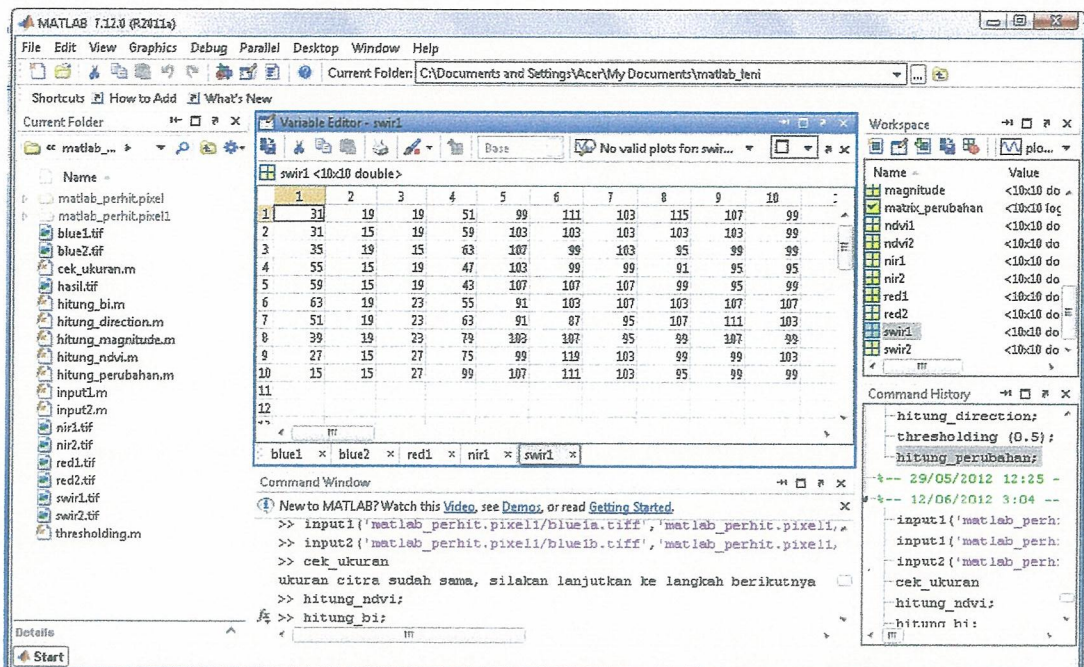 MATLAB 7.12.0 (R2011a)
File Edit View Graphics Debug Parallel Desktop Window Help
Current Folder: C:\Documents and Settings\Acer\My Documents\matlab_leni
Shortcuts How to Add What's New
Current Folder
« matlab_...
Name
matlab_perhit.pixel
matlab_perhit.pixel1
blue1.tif
blue2.tif
cek_ukuran.m
hasil.tif
hitung_bi.m
hitung_direction.m
hitung_magnitude.m
hitung_ndvi.m
hitung_perubahan.m
input1.m
input2.m
nir1.tif
nir2.tif
red1.tif
red2.tif
swir1.tif
swir2.tif
thresholding.m
Details
Start
Variable Editor - swir1
Base No valid plots for: swir...
swir1 <10x10 double>
1 2 3 4 5 6 7 8 9 10
1 31 19 19 51 99 111 103 115 107 99
2 31 15 19 59 103 103 103 103 103 99
3 35 19 15 63 107 99 103 95 99 99
4 55 15 19 47 103 99 99 91 95 95
5 59 15 19 43 107 107 107 99 95 99
6 63 19 23 55 91 103 107 103 107 107
7 51 19 23 63 91 87 95 107 111 103
8 39 19 23 79 103 107 95 99 107 99
9 27 15 27 75 99 119 103 99 99 103
10 15 15 27 99 107 111 103 95 99 99
11
12
blue1 × blue2 × red1 × nir1 × swir1 ×
Command Window
New to MATLAB? Watch this Video, see Demos, or read Getting Started.
>> input1('matlab_perhit.pixel1/blue1a.tiff','matlab_perhit.pixel1,
>> input2('matlab_perhit.pixel1/blue1b.tiff','matlab_perhit.pixel1,
>> cek_ukuran
ukuran citra sudah sama, silakan lanjutkan ke langkah berikutnya
>> hitung_ndvi;
fx >> hitung_bi;
Workspace
plo...
Name Value
magnitude <10x10 do
matrix_perubahan <10x10 log
ndvi1 <10x10 do
ndvi2 <10x10 do
nir1 <10x10 do
nir2 <10x10 do
red1 <10x10 do
red2 <10x10 do
swir1 <10x10 do
swir2 <10x10 do
Command History
hitung_direction;
thresholding (0.5);
hitung_perubahan;
%-- 29/05/2012 12:25 --
%-- 12/06/2012 3:04 --
input1('matlab_perh:
input1('matlab_perh:
input2('matlab_perh:
cek_ukuran
hitung_ndvi;
hitung_bi;